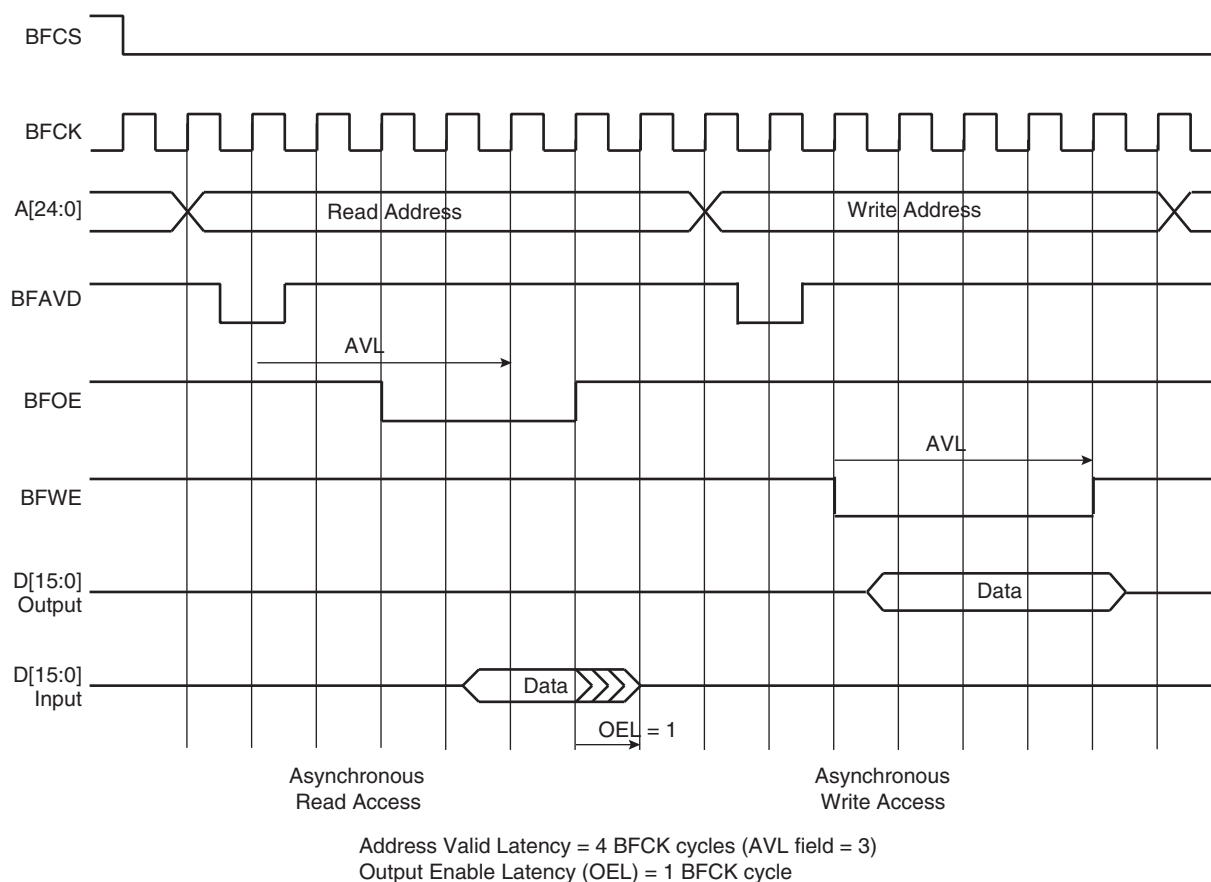 BFCS
BFCK
A[24:0]
Read Address
Write Address
BFAVD
AVL
BFOE
AVL
BFWE
D[15:0]
Output
Data
D[15:0]
Input
Data
OEL = 1
Asynchronous
Read Access
Asynchronous
Write Access
Address Valid Latency = 4 BFCK cycles (AVL field = 3)
Output Enable Latency (OEL) = 1 BFCK cycle